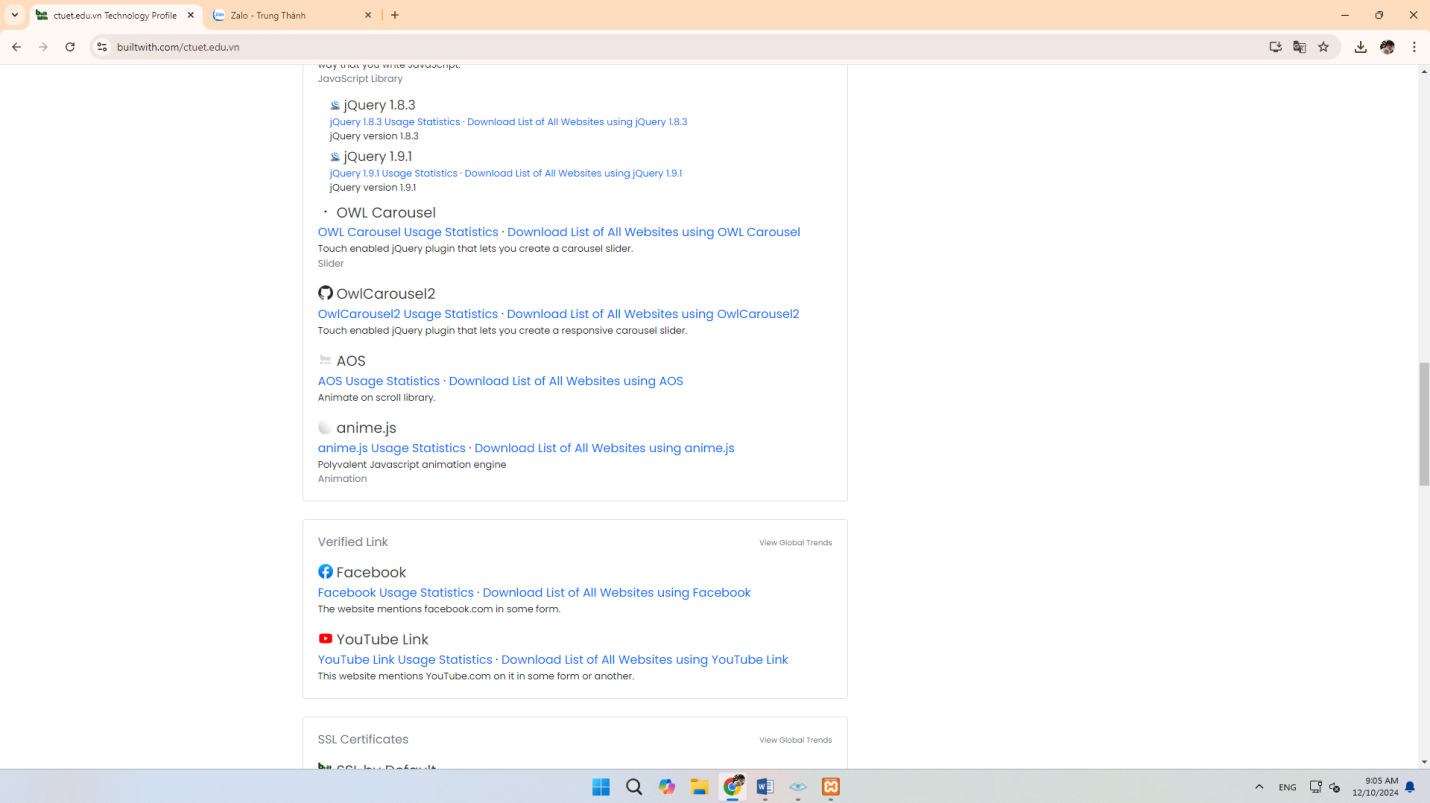 ctuet.edu.vn Technology Profile
Zalo - Trung Thành
builtwith.com/ctuet.edu.vn
way that you write JavaScript.
JavaScript Library
jQuery 1.8.3
jQuery 1.8.3 Usage Statistics · Download List of All Websites using jQuery 1.8.3
jQuery version 1.8.3
jQuery 1.9.1
jQuery 1.9.1 Usage Statistics · Download List of All Websites using jQuery 1.9.1
jQuery version 1.9.1
OWL Carousel
OWL Carousel Usage Statistics · Download List of All Websites using OWL Carousel
Touch enabled jQuery plugin that lets you create a carousel slider.
Slider
OwlCarousel2
OwlCarousel2 Usage Statistics · Download List of All Websites using OwlCarousel2
Touch enabled jQuery plugin that lets you create a responsive carousel slider.
AOS
AOS Usage Statistics · Download List of All Websites using AOS
Animate on scroll library.
anime.js
anime.js Usage Statistics · Download List of All Websites using anime.js
Polyvalent Javascript animation engine
Animation
Verified Link
View Global Trends
Facebook
Facebook Usage Statistics · Download List of All Websites using Facebook
The website mentions facebook.com in some form.
YouTube Link
YouTube Link Usage Statistics · Download List of All Websites using YouTube Link
This website mentions YouTube.com on it in some form or another.
SSL Certificates
View Global Trends
SSL by Default
ENG
9:05 AM
12/10/2024